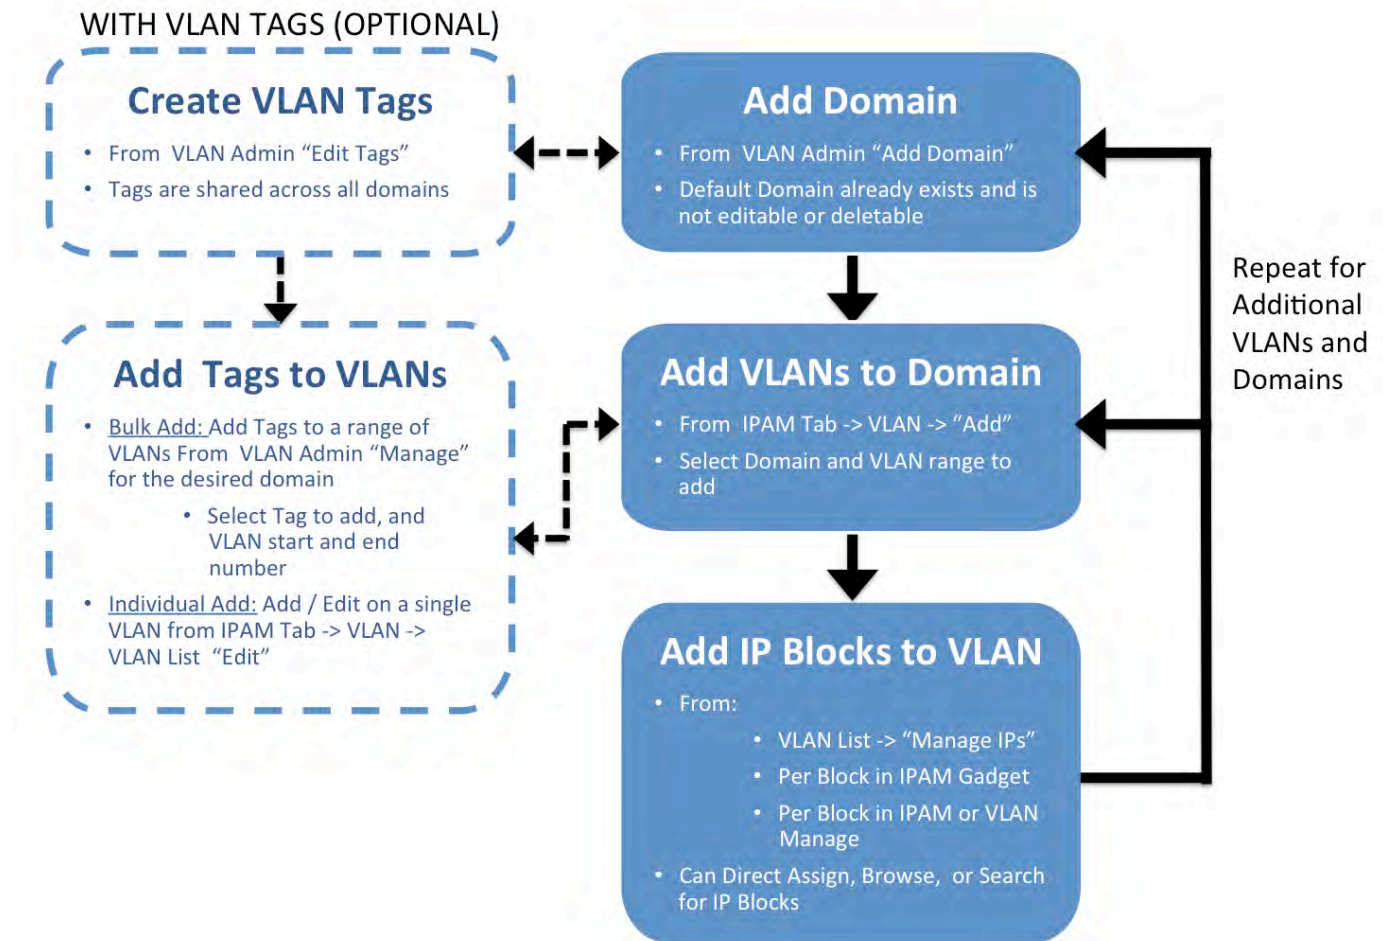 WITH VLAN TAGS (OPTIONAL)
Create VLAN Tags
• From VLAN Admin “Edit Tags”
• Tags are shared across all domains
Add Tags to VLANs
• Bulk Add: Add Tags to a range of
VLANs From VLAN Admin “Manage”
for the desired domain
• Select Tag to add, and
VLAN start and end
number
• Individual Add: Add / Edit on a single
VLAN from IPAM Tab -> VLAN ->
VLAN List “Edit”
Add Domain
• From VLAN Admin “Add Domain”
• Default Domain already exists and is
not editable or deletable
Add VLANs to Domain
• From IPAM Tab -> VLAN -> “Add”
• Select Domain and VLAN range to
add
Add IP Blocks to VLAN
• From:
• VLAN List -> “Manage IPs”
• Per Block in IPAM Gadget
• Per Block in IPAM or VLAN
Manage
• Can Direct Assign, Browse, or Search
for IP Blocks
Repeat for
Additional
VLANs and
Domains